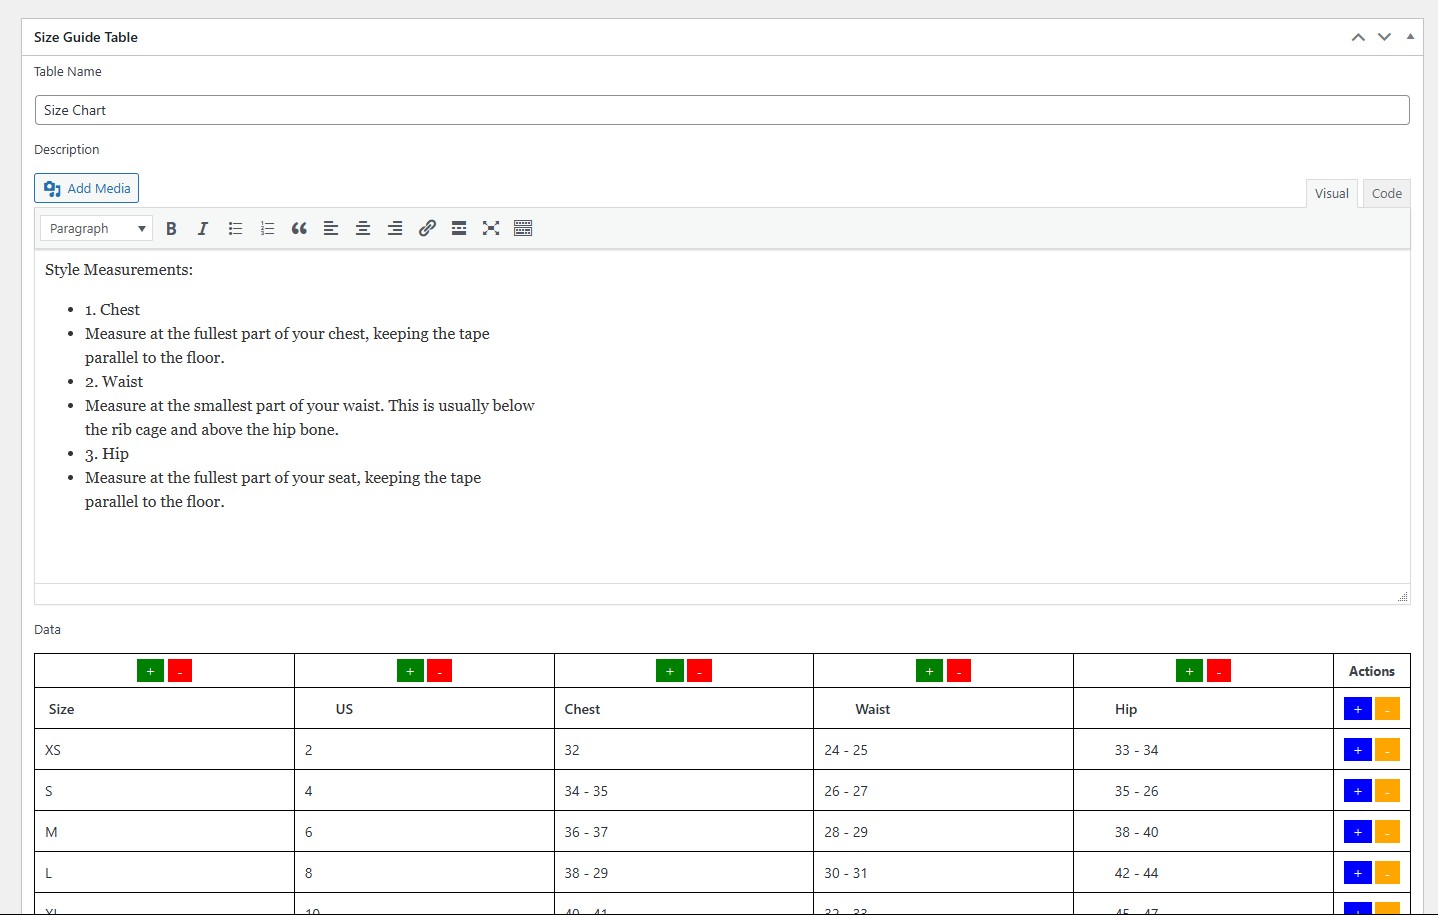 Size Guide Table
Table Name
Size Chart
Description
Add Media
Visual Code
Paragraph
Style Measurements:
1. Chest
Measure at the fullest part of your chest, keeping the tape
parallel to the floor.
2. Waist
Measure at the smallest part of your waist. This is usually below
the rib cage and above the hip bone.
3. Hip
Measure at the fullest part of your seat, keeping the tape
parallel to the floor.
Data
+ - + - + - + - + - Actions
Size US Chest Waist Hip + -
XS 2 32 24 - 25 33 - 34 + -
S 4 34 - 35 26 - 27 35 - 26 + -
M 6 36 - 37 28 - 29 38 - 40 + -
L 8 38 - 29 30 - 31 42 - 44 + -
XL 10 40 - 41 32 - 33 45 - 47 + -